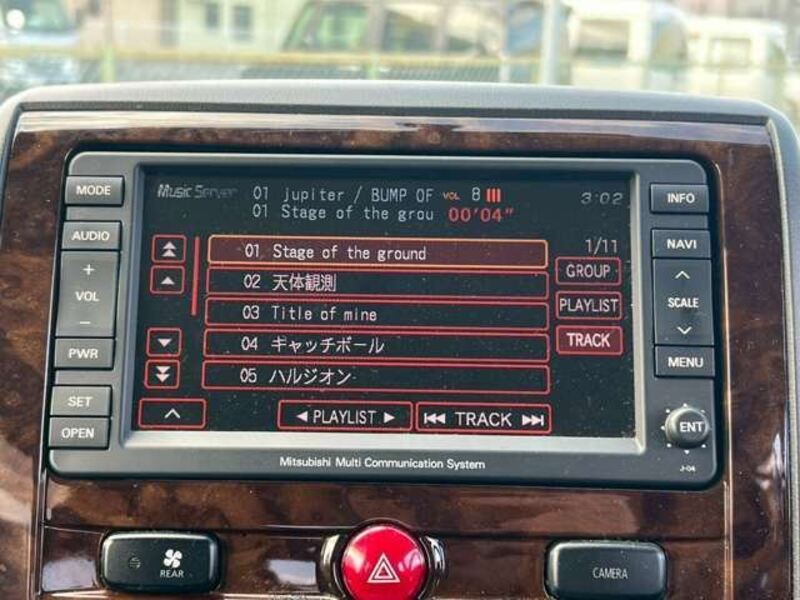 MODE
AUDIO
+
VOL
−
PWR
SET
OPEN
Music Server
01 jupiter / BUMP OF VOL 8
01 Stage of the grou 00'04"
3:02
01 Stage of the ground
02 天体観測
03 Title of mine
04 キャッチボール
05 ハルジオン
1/11
GROUP
PLAYLIST
TRACK
◀ PLAYLIST ▶
⏮ TRACK ⏭
INFO
NAVI
SCALE
MENU
ENT
J-04
Mitsubishi Multi Communication System
REAR
CAMERA